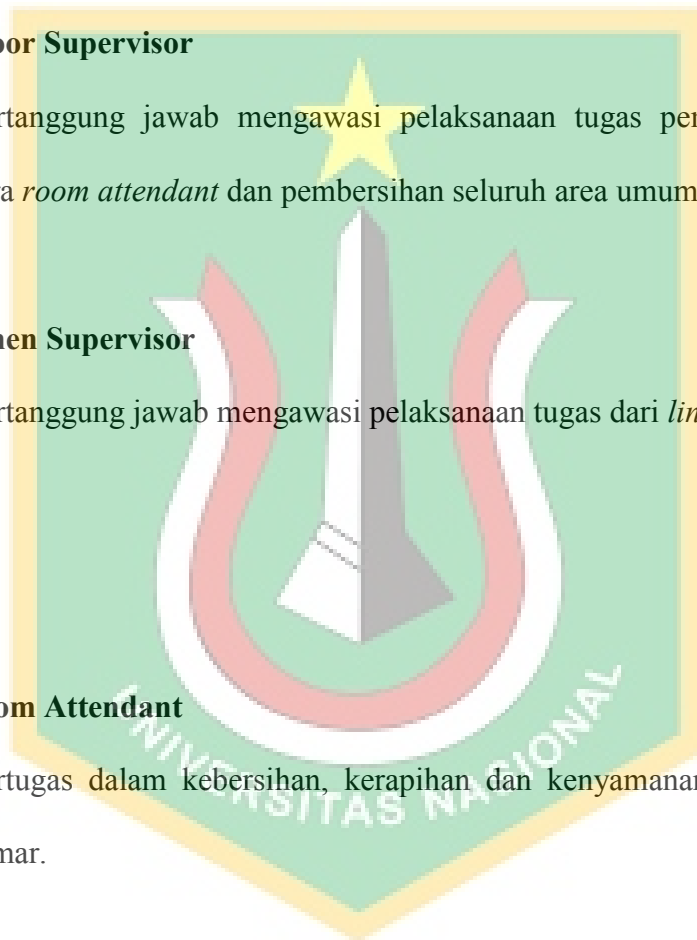 oor Supervisor
rtanggung jawab mengawasi pelaksanaan tugas per
a room attendant dan pembersihan seluruh area umum
nen Supervisor
rtanggung jawab mengawasi pelaksanaan tugas dari lin
om Attendant
rtugas dalam kebersihan, kerapihan dan kenyamanan
mar.
UNIVERSITAS NASIONAL